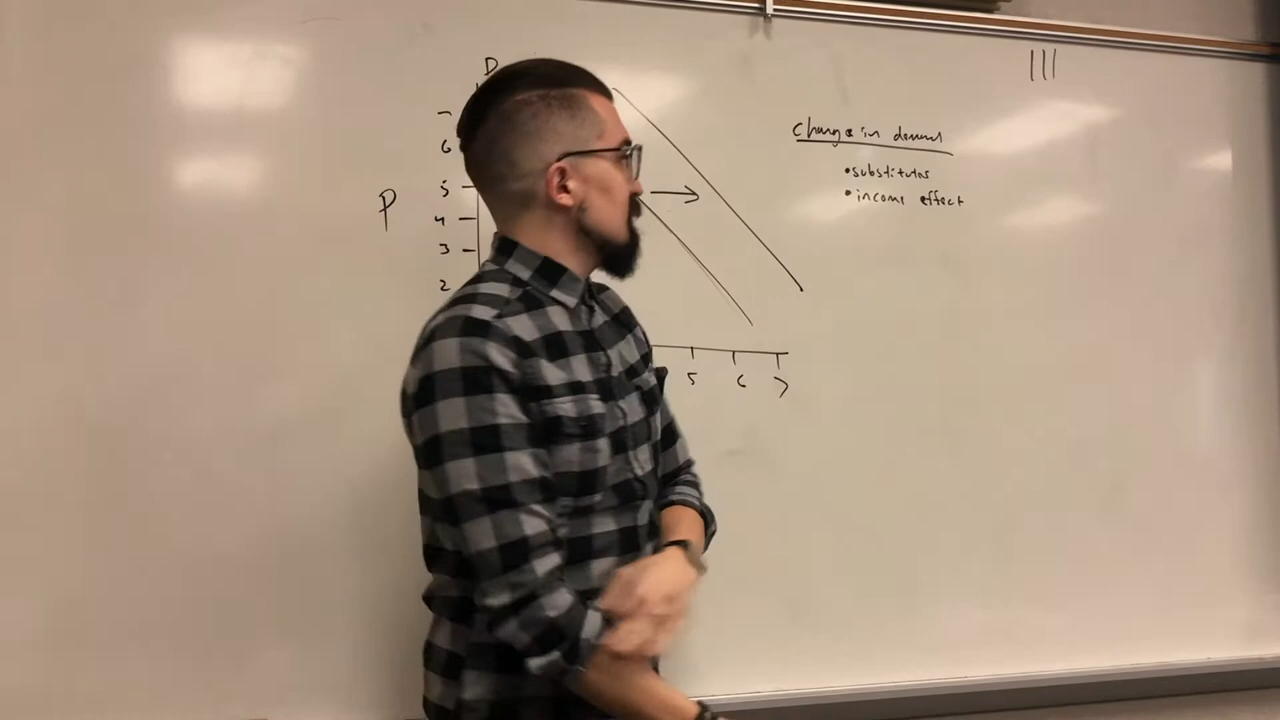 D
7
6
5
4
3
2
P
5
6
7
Change in demand
•substitutes
•income effect